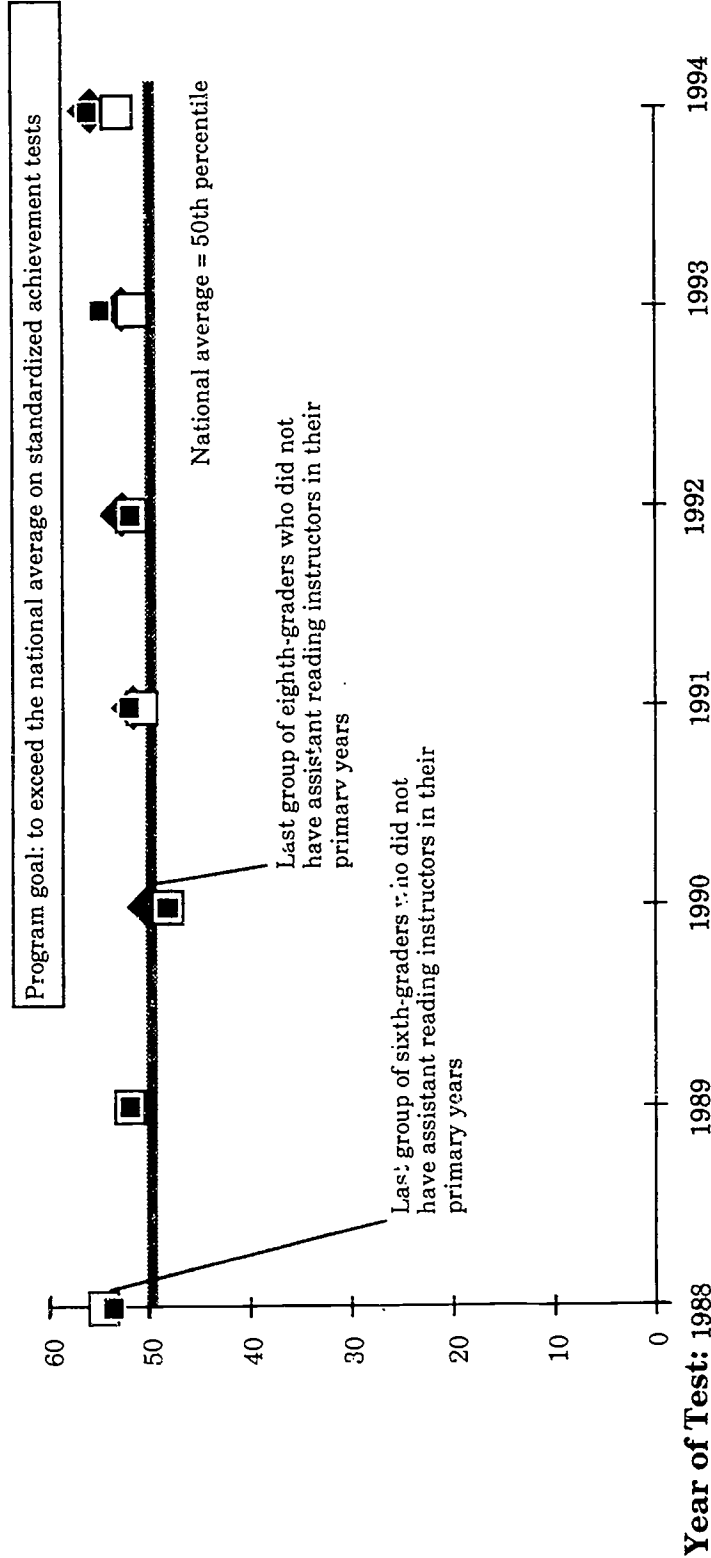 Program goal: to exceed the national average on standardized achievement tests
60
50
40
30
20
10
0
National average = 50th percentile
Last group of eighth-graders who did not
have assistant reading instructors in their
primary years
Last group of sixth-graders who did not
have assistant reading instructors in their
primary years
Year of Test: 1988 1989 1990 1991 1992 1993 1994